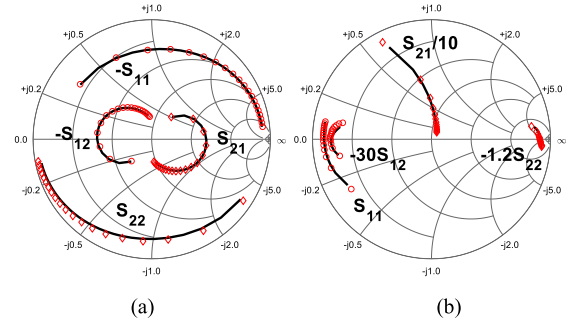 +j1.0
+j0.5
+j2.0
+j0.2
+j5.0
0.0
∞
-j0.2
-j5.0
-j0.5
-j2.0
-j1.0
-S11
-S12
S21
S22
(a)
+j1.0
+j0.5
+j2.0
+j0.2
+j5.0
0.0
∞
-j0.2
-j5.0
-j0.5
-j2.0
-j1.0
S21/10
-30S12
-1.2S22
S11
(b)